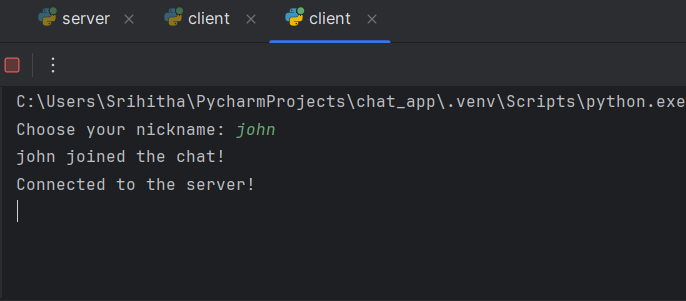 server client client
C:\Users\Srihitha\PycharmProjects\chat_app\.venv\Scripts\python.exe
Choose your nickname: john
john joined the chat!
Connected to the server!